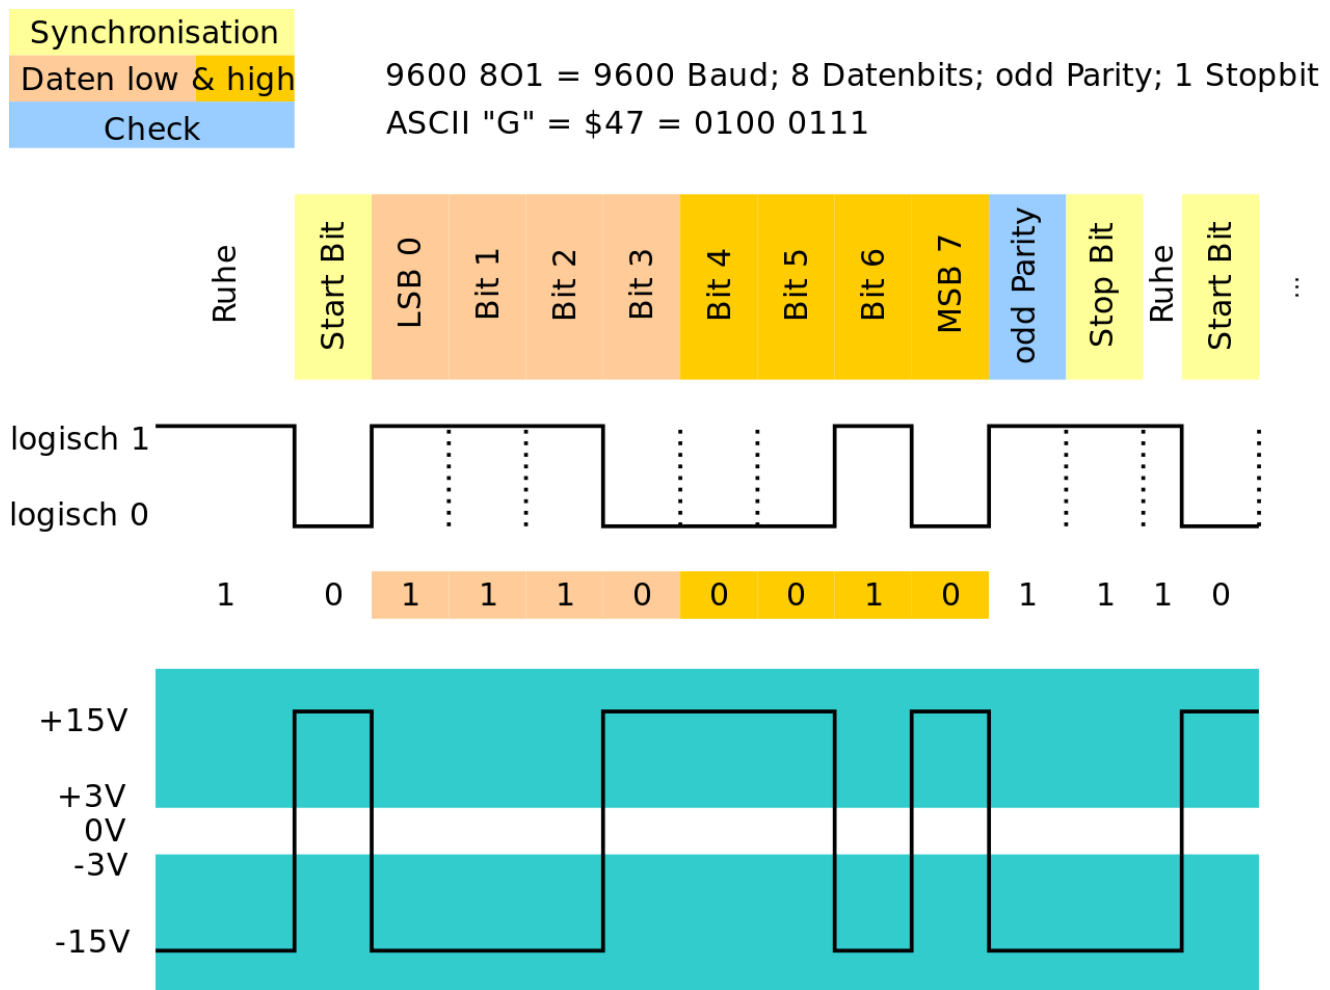 Synchronisation
Daten low & high
Check
9600 8O1 = 9600 Baud; 8 Datenbits; odd Parity; 1 Stopbit
ASCII "G" = $47 = 0100 0111
Ruhe
Start Bit
LSB 0
Bit 1
Bit 2
Bit 3
Bit 4
Bit 5
Bit 6
MSB 7
odd Parity
Stop Bit
Ruhe
Start Bit
...
logisch 1
logisch 0
1 0 1 1 1 0 0 0 1 0 1 1 1 0
+15V
+3V
0V
-3V
-15V